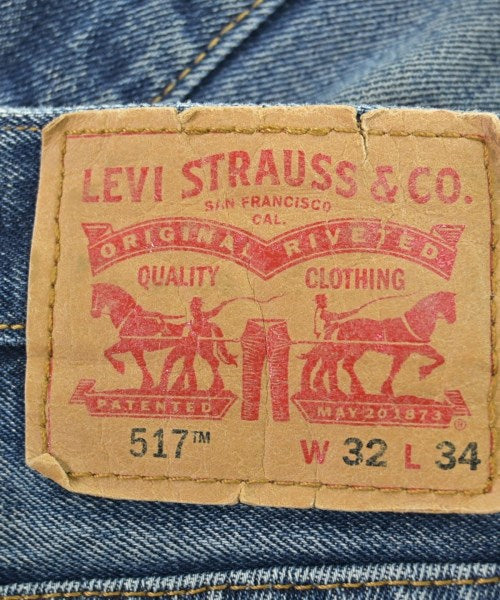 LEVI STRAUSS & CO.
SAN FRANCISCO
CAL.
ORIGINAL RIVETED
QUALITY CLOTHING
PATENTED MAY 20 1873 ®
517™ W 32 L 34